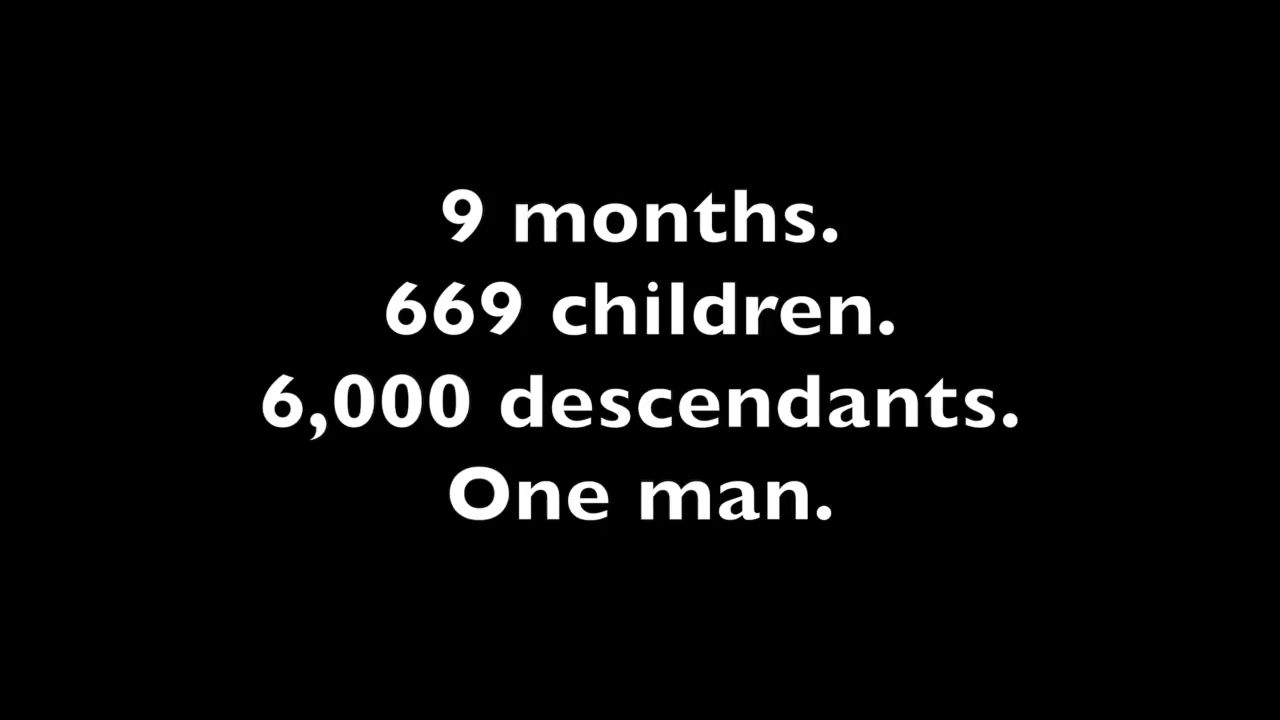 9 months.
669 children.
6,000 descendants.
One man.